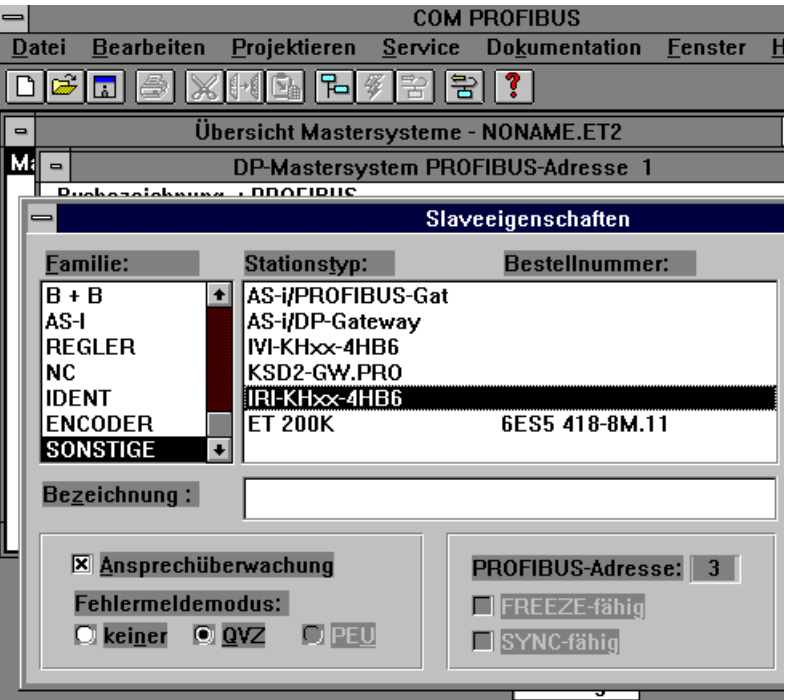 COM PROFIBUS
Datei Bearbeiten Projektieren Service Dokumentation Fenster H
Übersicht Mastersysteme - NONAME.ET2
Ma
DP-Mastersystem PROFIBUS-Adresse 1
Busbezeichnung : PROFIBUS
Slaveeigenschaften
Familie: Stationstyp: Bestellnummer:
B + B AS-i/PROFIBUS-Gat
AS-I AS-i/DP-Gateway
REGLER IVI-KHxx-4HB6
NC KSD2-GW.PRO
IDENT IRI-KHxx-4HB6
ENCODER ET 200K 6ES5 418-8M.11
SONSTIGE
Bezeichnung :
Ansprechüberwachung
PROFIBUS-Adresse: 3
Fehlermeldemodus:
FREEZE-fähig
keiner QVZ PEU
SYNC-fähig